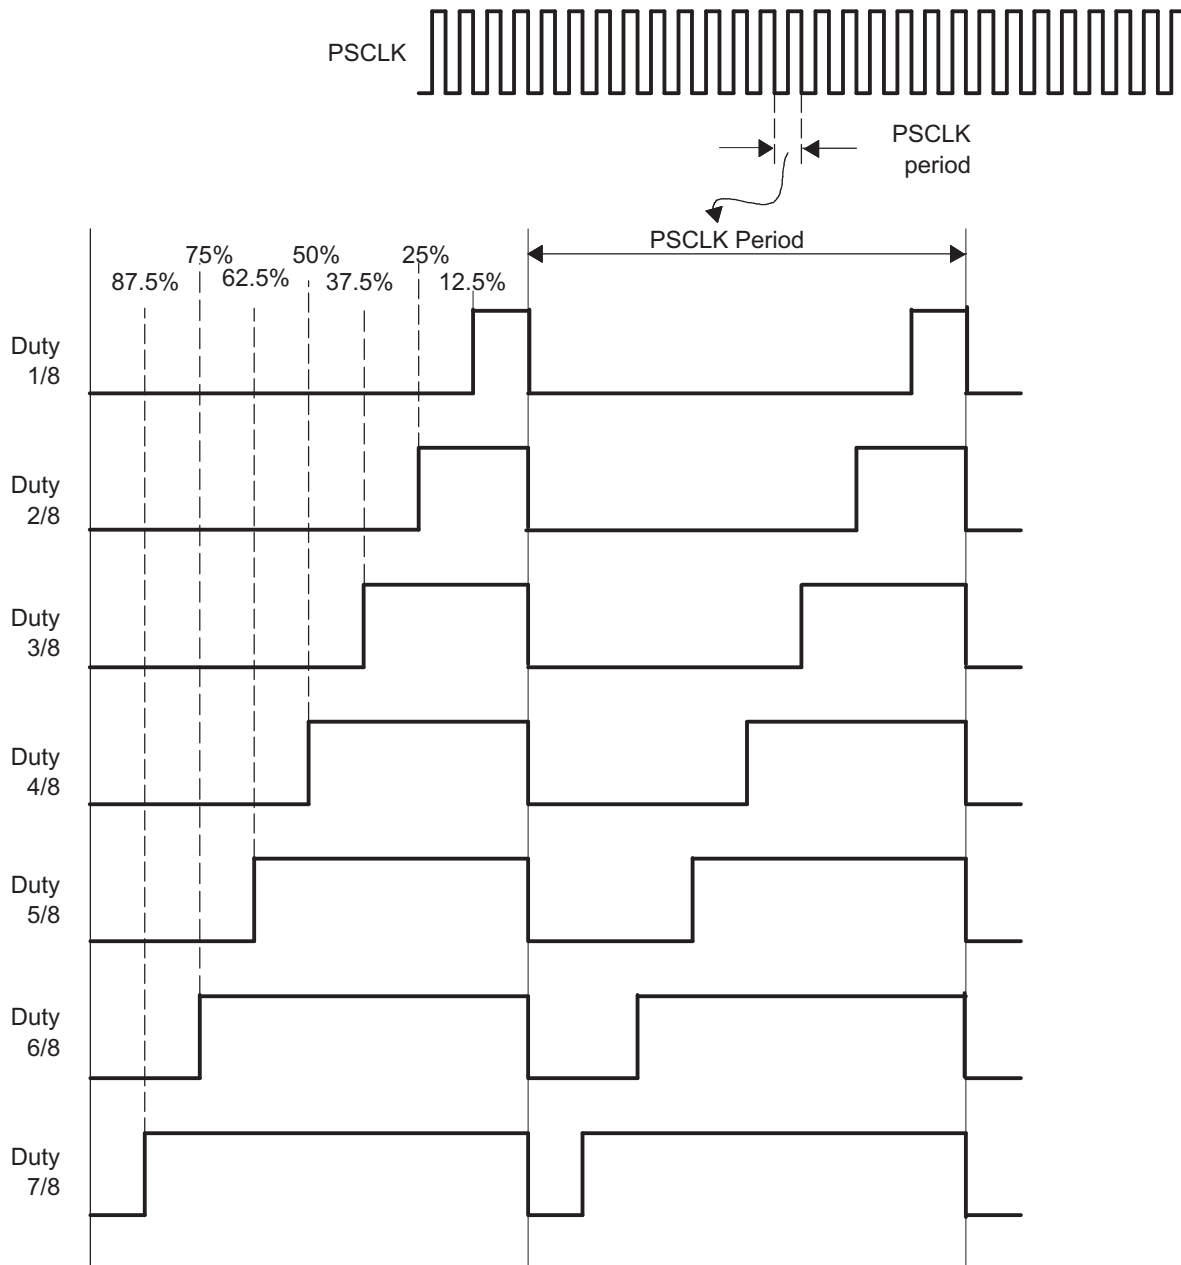 PSCLK
PSCLK
period
PSCLK Period
75% 50% 25%
87.5% 62.5% 37.5% 12.5%
Duty
1/8
Duty
2/8
Duty
3/8
Duty
4/8
Duty
5/8
Duty
6/8
Duty
7/8